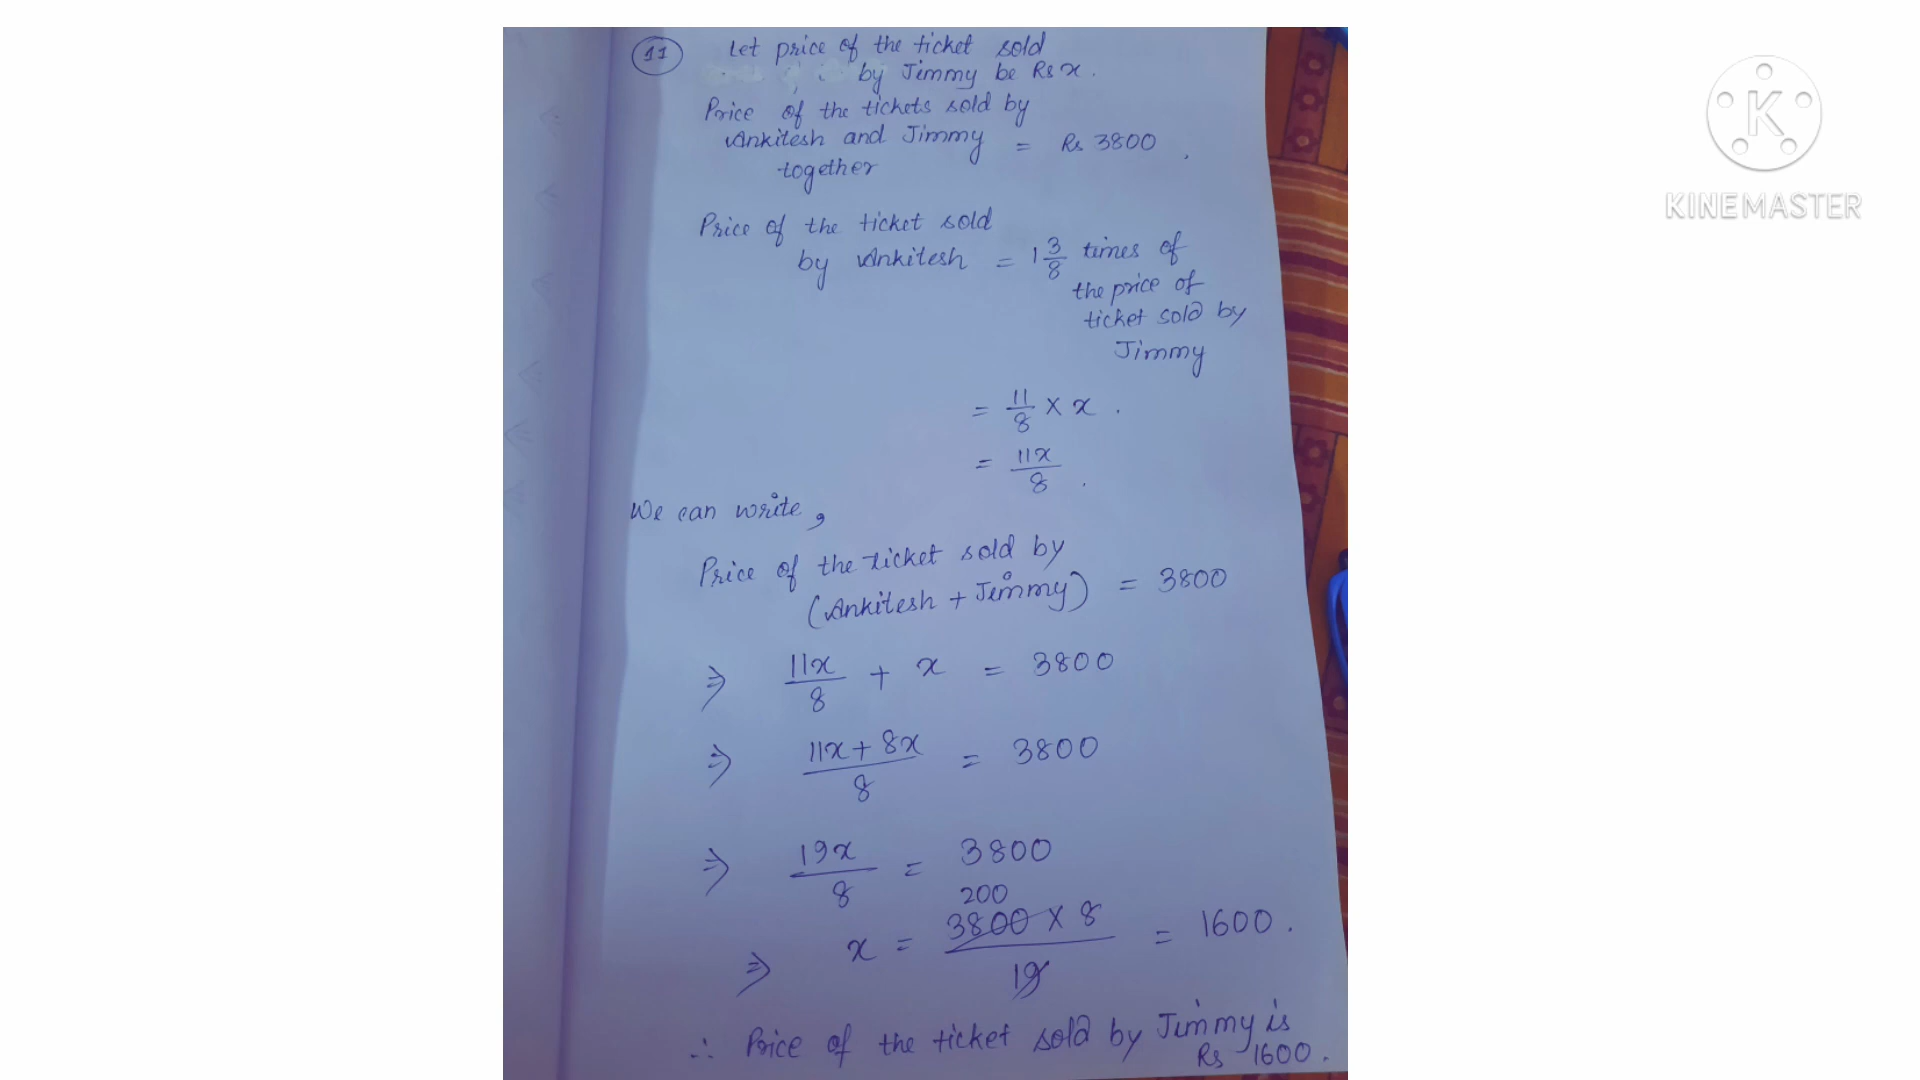 11
Let price of the ticket sold
by Jimmy be Rs x.
Price of the tickets sold by
Ankitesh and Jimmy = Rs 3800.
together
Price of the ticket sold
by Ankitesh = 1 3/8 times of
the price of
ticket sold by
Jimmy
= 11/8 × x.
= 11x/8.
We can write,
Price of the ticket sold by
(Ankitesh + Jimmy) = 3800
⇒ 11x/8 + x = 3800
⇒ 11x + 8x/8 = 3800
⇒ 19x/8 = 3800
200
⇒ x = 3800 × 8/19 = 1600.
∴ Price of the ticket sold by Jimmy is
Rs 1600.
K
KINEMASTER